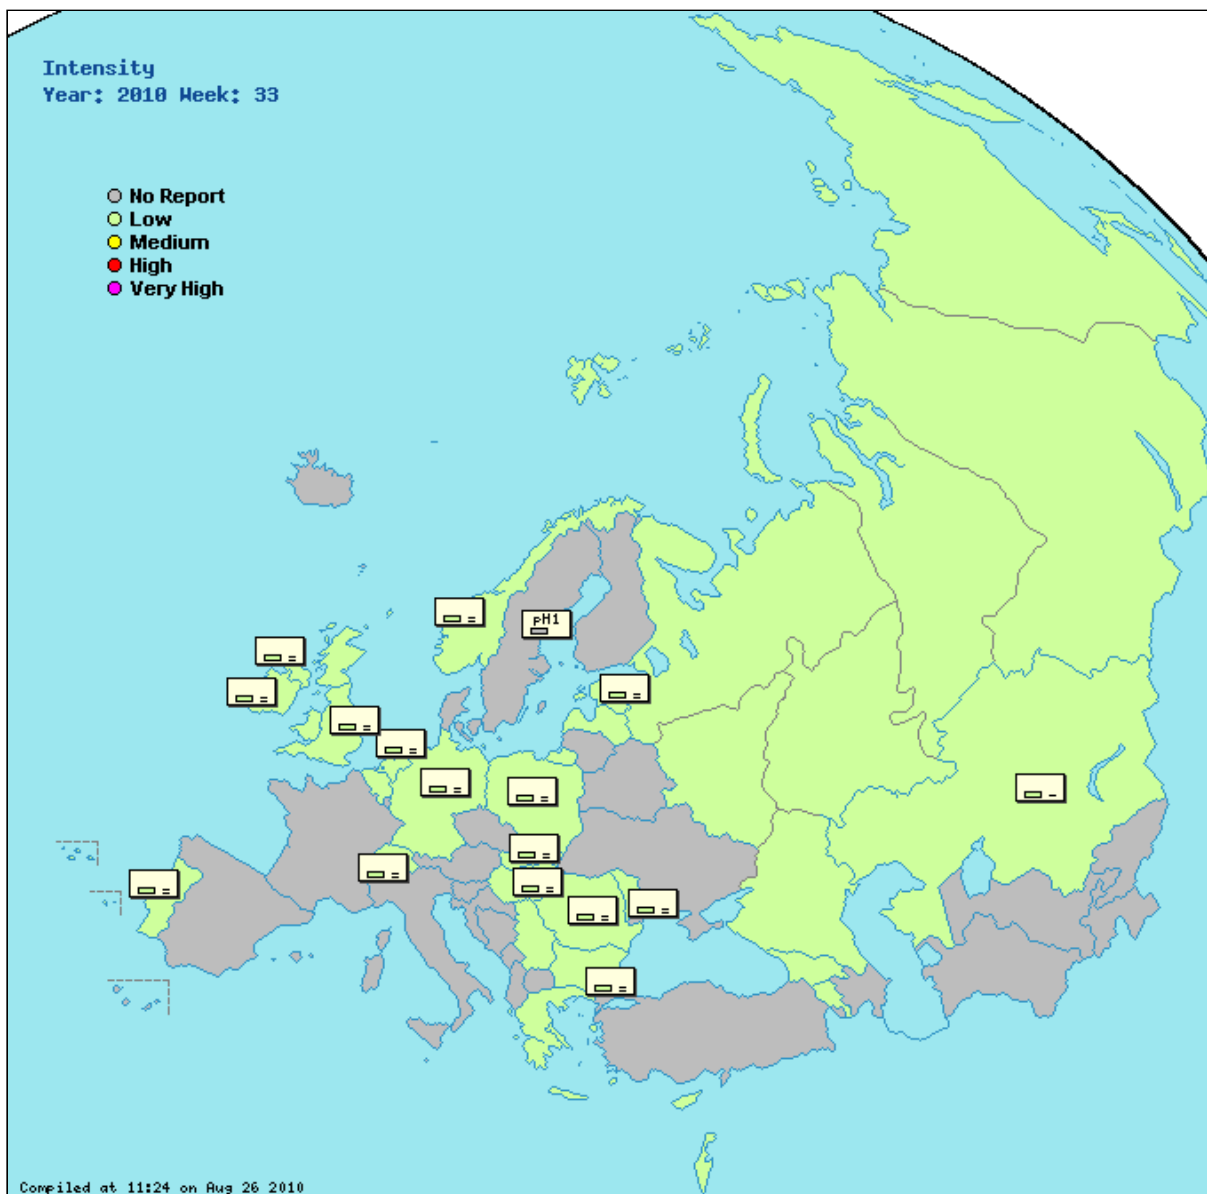 Intensity
Year: 2010 Week: 33
No Report
Low
Medium
High
Very High
pH1
Compiled at 11:24 on Aug 26 2010